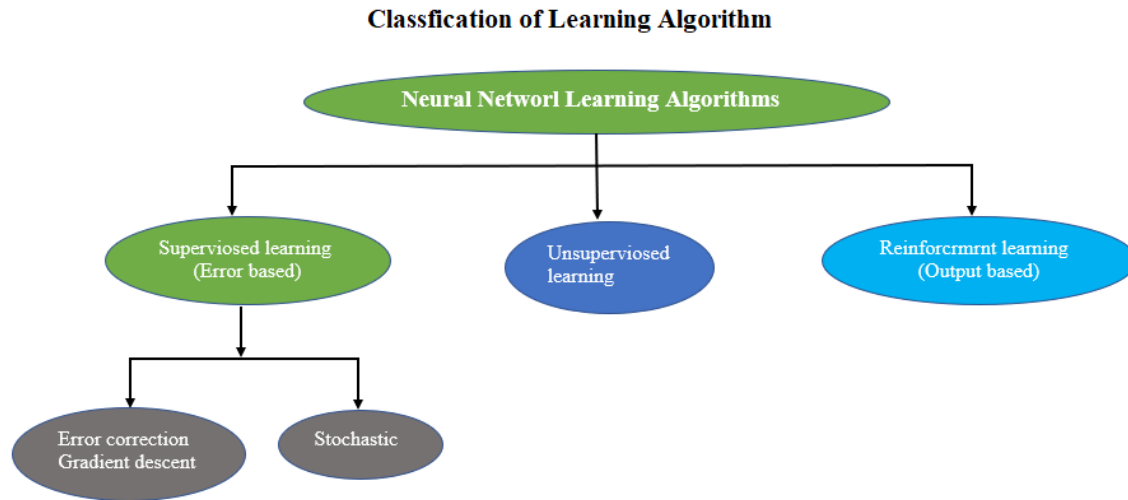 Classfication of Learning Algorithm
Neural Networl Learning Algorithms
Superviosed learning
(Error based)
Unsuperviosed
learning
Reinforcrmrnt learning
(Output based)
Error correction
Gradient descent
Stochastic